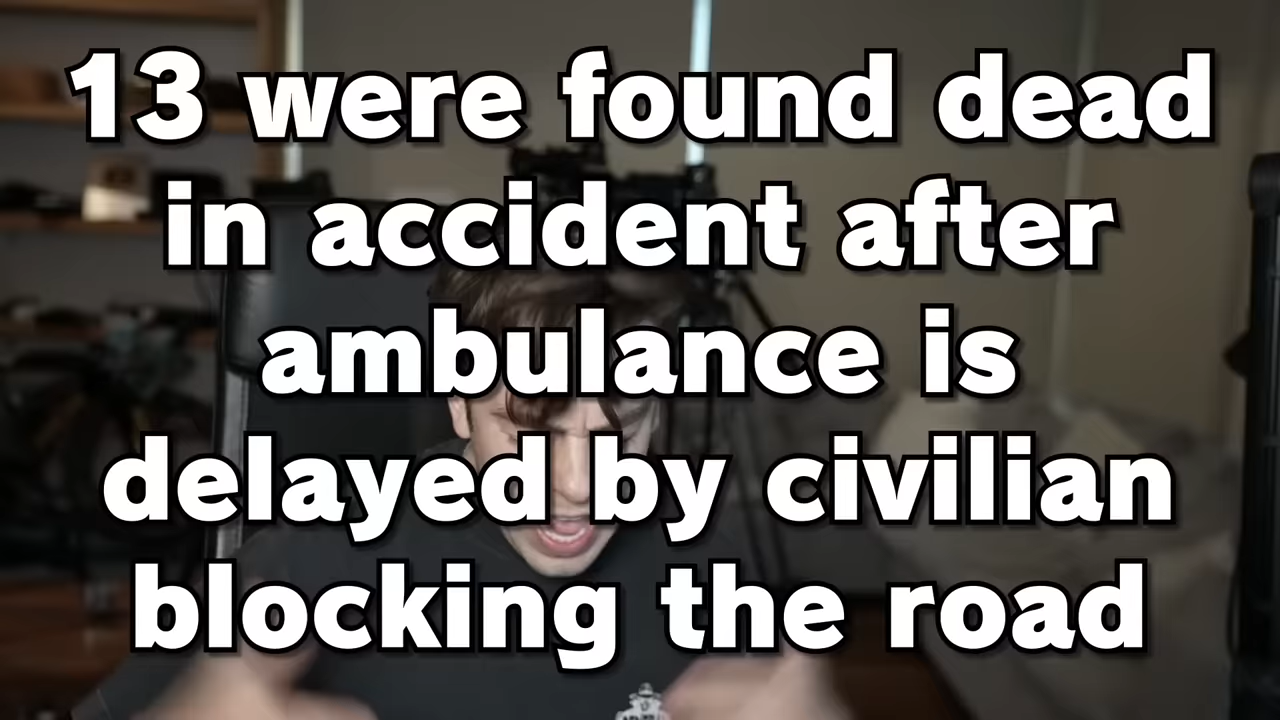 13 were found dead
in accident after
ambulance is
delayed by civilian
blocking the road